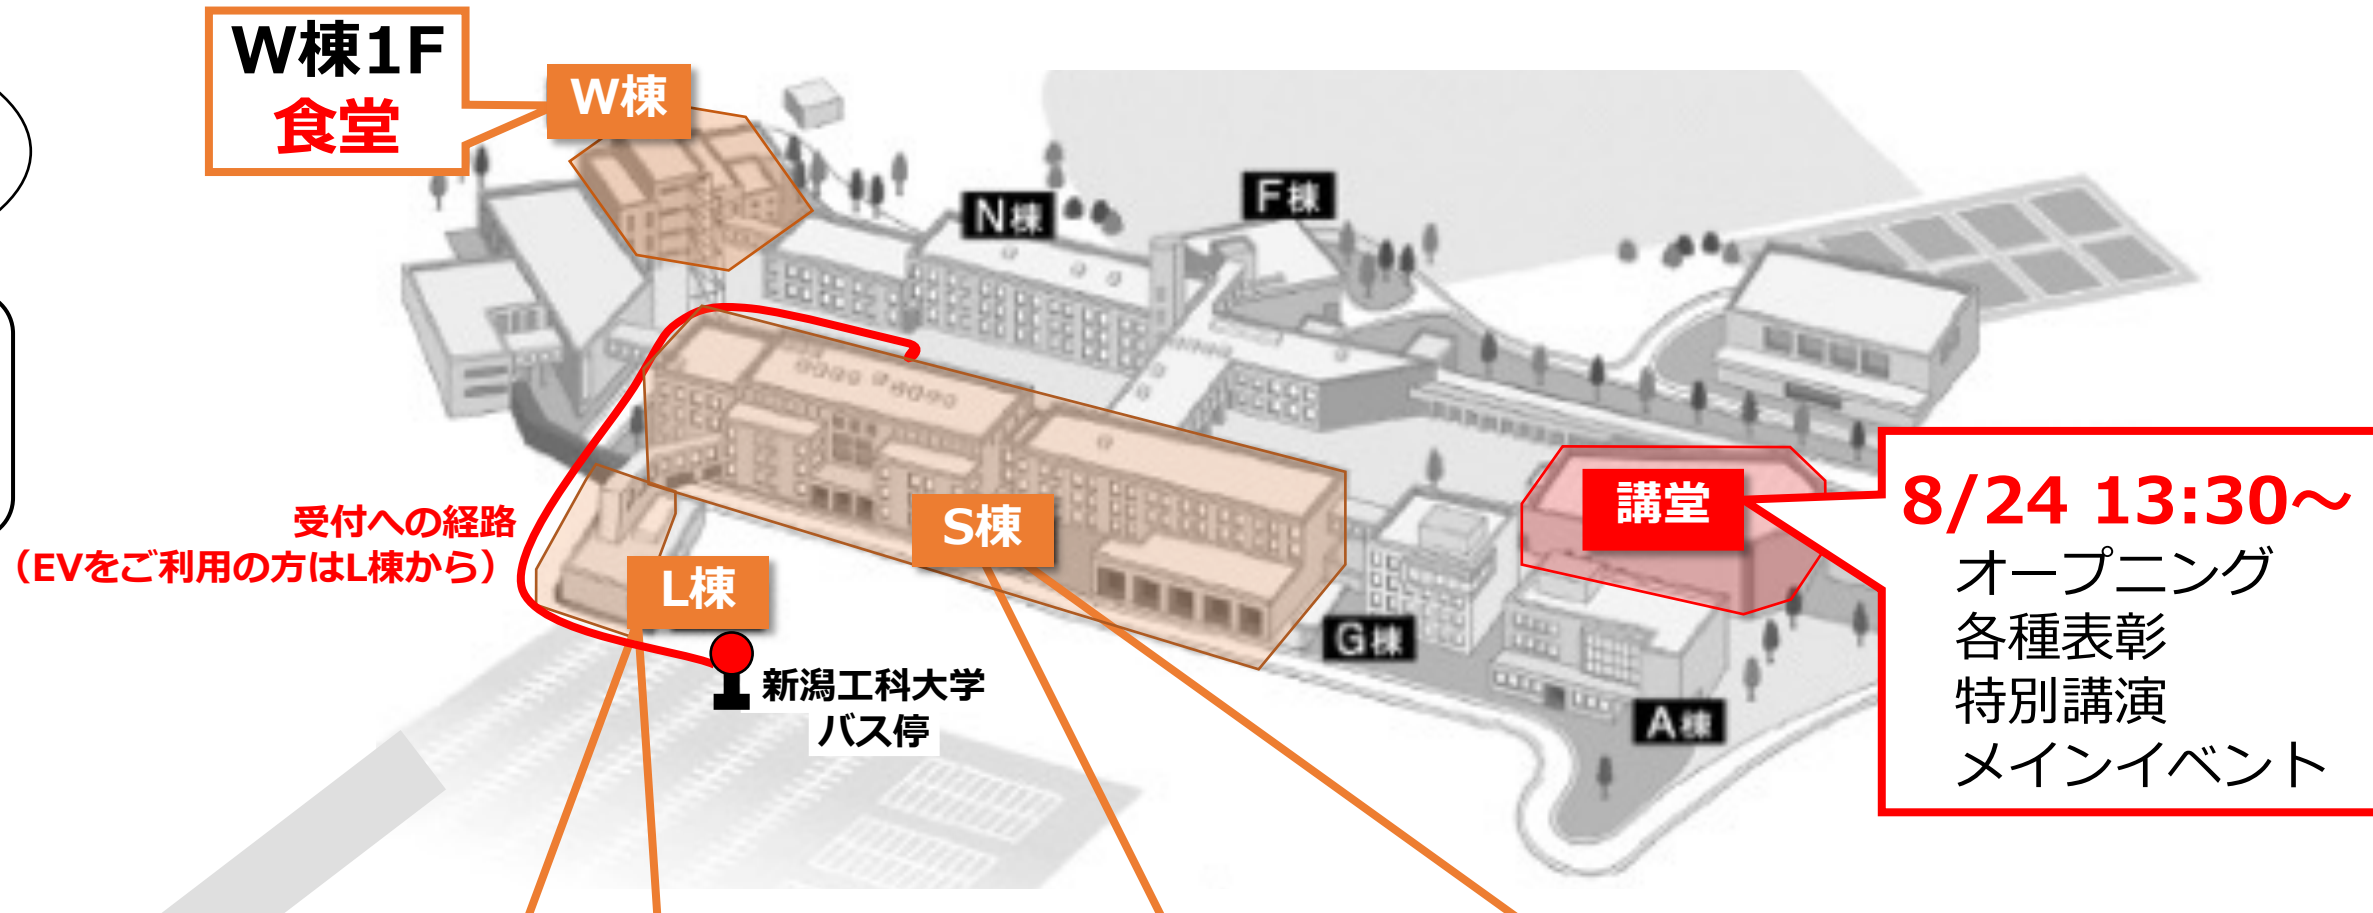 W棟1F
食堂
W棟
N棟
F棟
講堂
8/24 13:30～
オープニング
各種表彰
特別講演
メインイベント
受付への経路
（EVをご利用の方はL棟から）
S棟
L棟
G棟
A棟
新潟工科大学
バス停